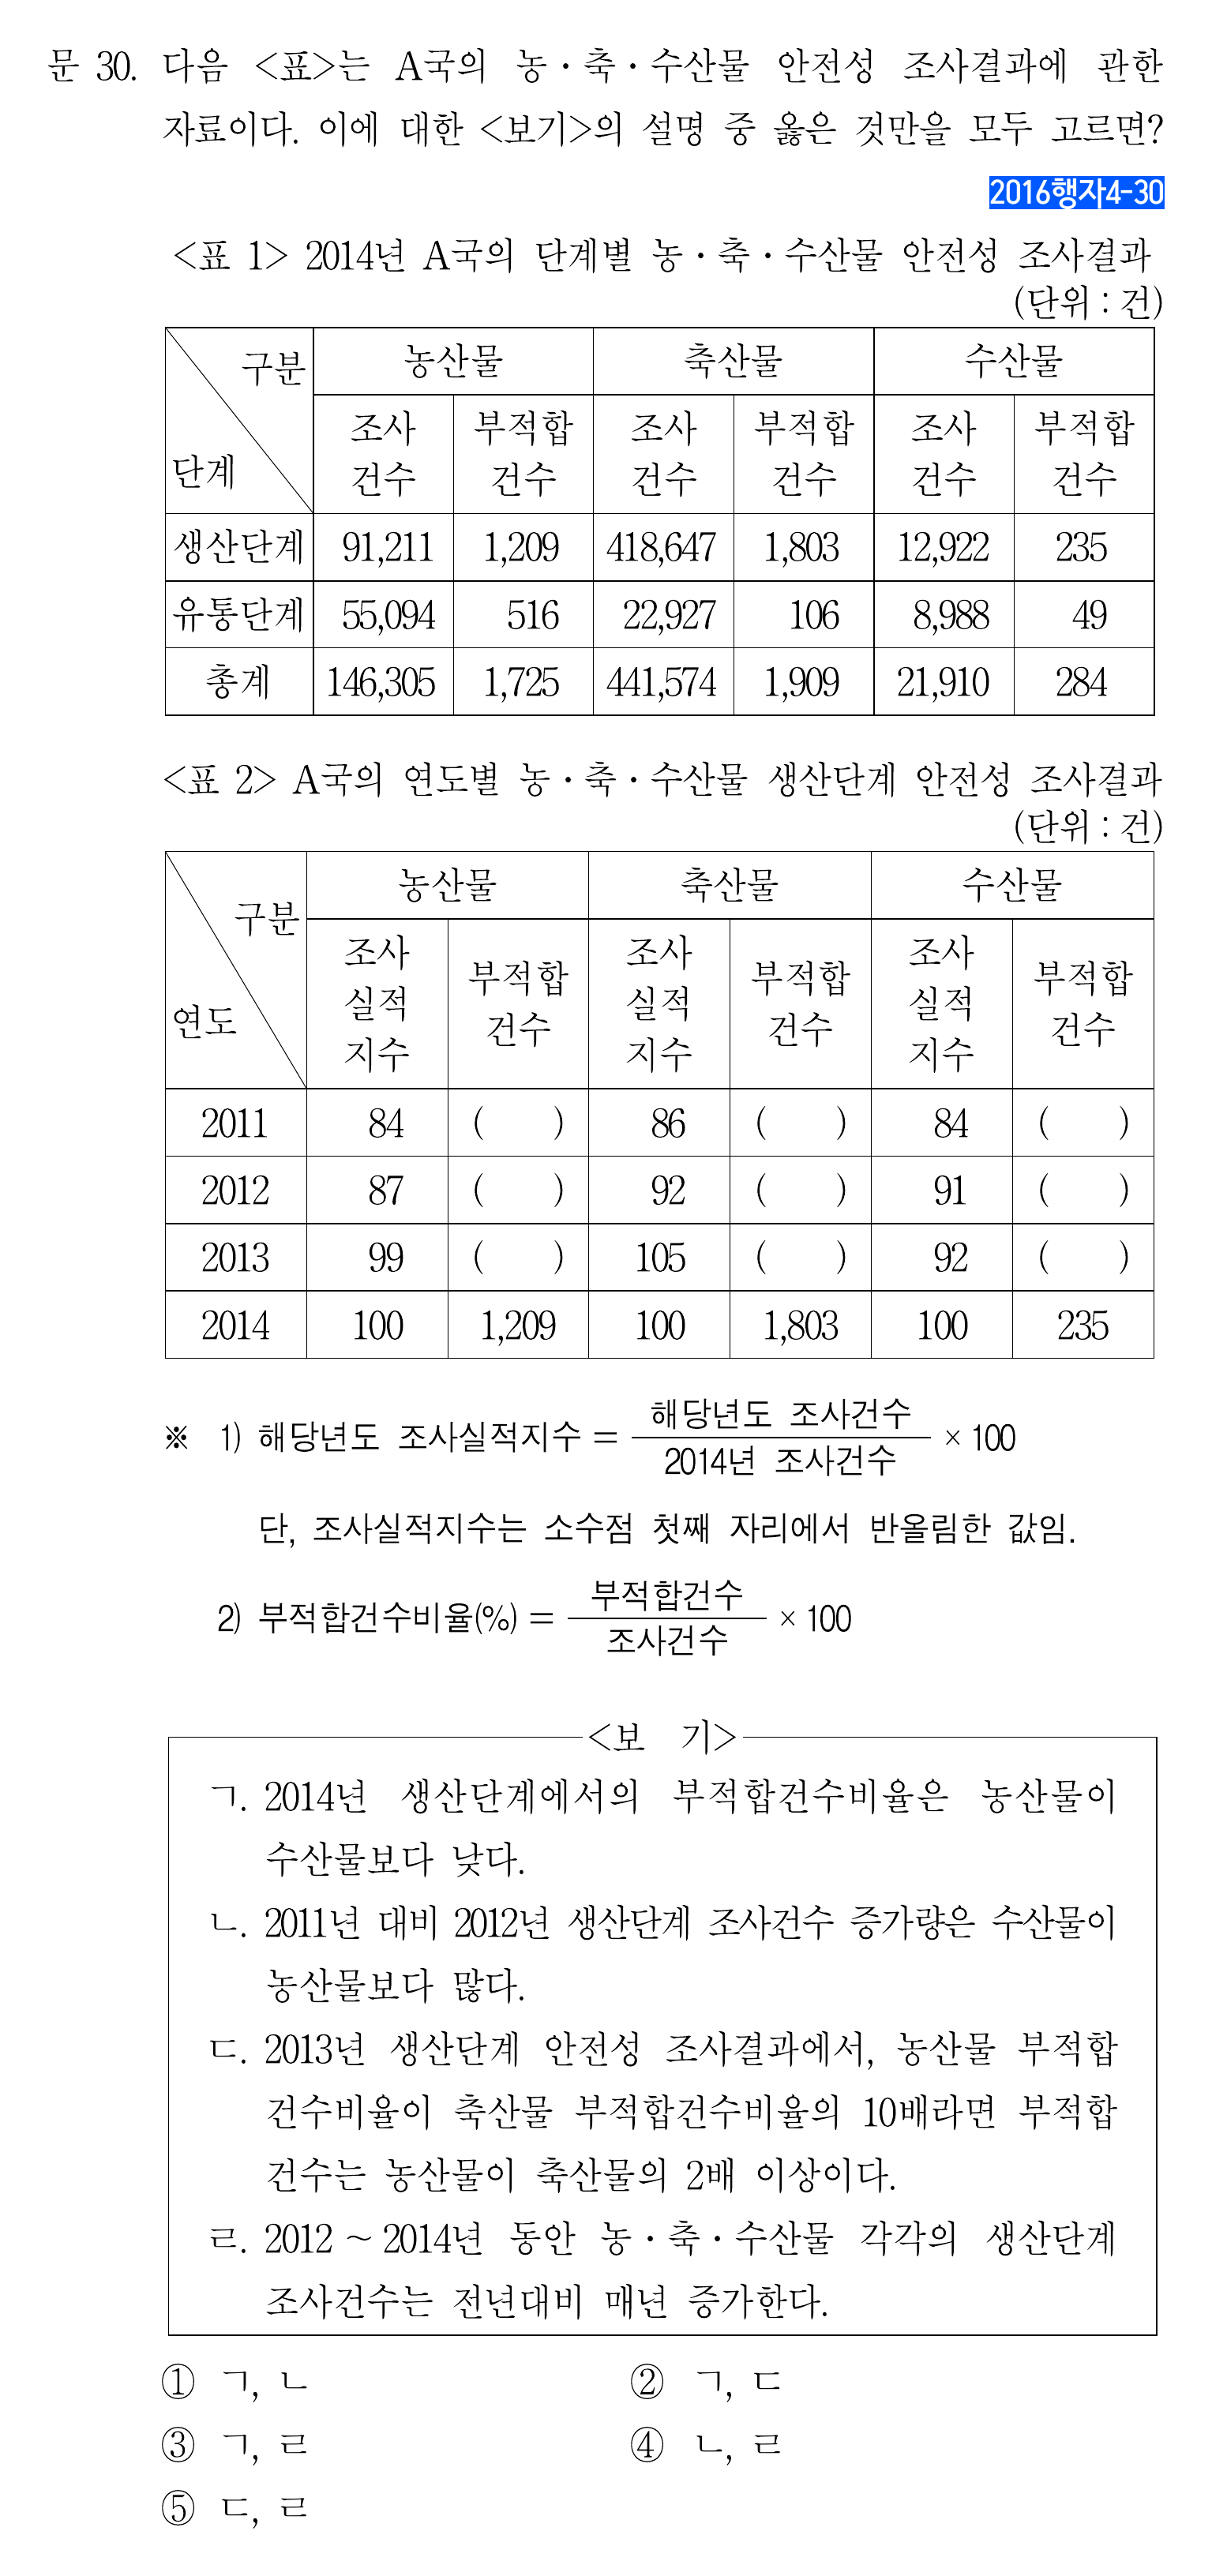 문 30. 다음 <표>는 A국의 농·축·수산물 안전성 조사결과에 관한
자료이다. 이에 대한 <보기>의 설명 중 옳은 것만을 모두 고르면?
2016행자4-30
<표 1> 2014년 A국의 단계별 농·축·수산물 안전성 조사결과
(단위 : 건)
구분 농산물 축산물 수산물
단계 조사 부적합 조사 부적합 조사 부적합
건수 건수 건수 건수 건수 건수
생산단계 91,211 1,209 418,647 1,803 12,922 235
유통단계 55,094 516 22,927 106 8,988 49
총계 146,305 1,725 441,574 1,909 21,910 284
<표 2> A국의 연도별 농·축·수산물 생산단계 안전성 조사결과
(단위 : 건)
구분 농산물 축산물 수산물
연도 조사 실적 지수 부적합 건수 조사 실적 지수 부적합 건수 조사 실적 지수 부적합 건수
2011 84 ( ) 86 ( ) 84 ( )
2012 87 ( ) 92 ( ) 91 ( )
2013 99 ( ) 105 ( ) 92 ( )
2014 100 1,209 100 1,803 100 235
※ 1) 해당년도 조사실적지수 = 해당년도 조사건수 / 2014년 조사건수 × 100
단, 조사실적지수는 소수점 첫째 자리에서 반올림한 값임.
2) 부적합건수비율(%) = 부적합건수 / 조사건수 × 100
<보 기>
ㄱ. 2014년 생산단계에서의 부적합건수비율은 농산물이
수산물보다 낮다.
ㄴ. 2011년 대비 2012년 생산단계 조사건수 증가량은 수산물이
농산물보다 많다.
ㄷ. 2013년 생산단계 안전성 조사결과에서, 농산물 부적합
건수비율이 축산물 부적합건수비율의 10배라면 부적합
건수는 농산물이 축산물의 2배 이상이다.
ㄹ. 2012 ~ 2014년 동안 농·축·수산물 각각의 생산단계
조사건수는 전년대비 매년 증가한다.
① ㄱ, ㄴ ② ㄱ, ㄷ
③ ㄱ, ㄹ ④ ㄴ, ㄹ
⑤ ㄷ, ㄹ